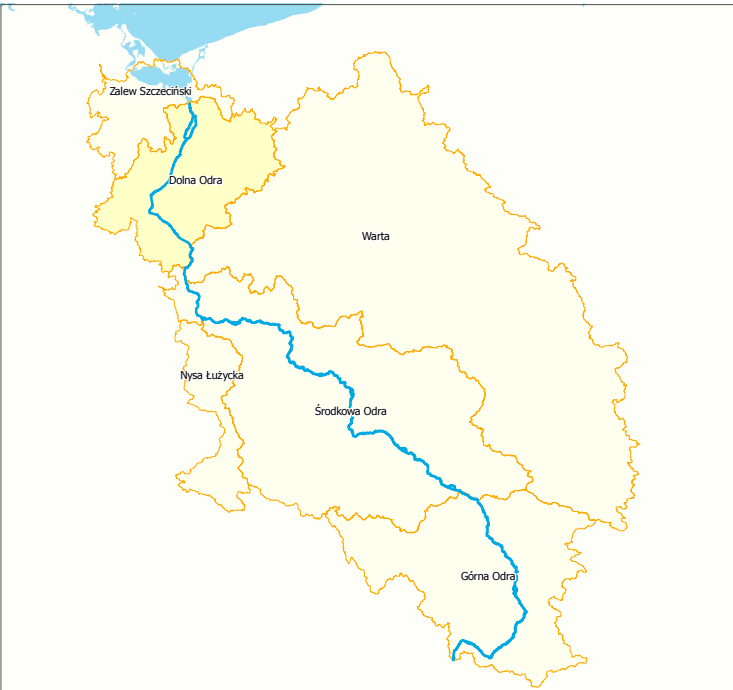 Zalew Szczeciński
Dolna Odra
Warta
Nysa Łużycka
Środkowa Odra
Górna Odra